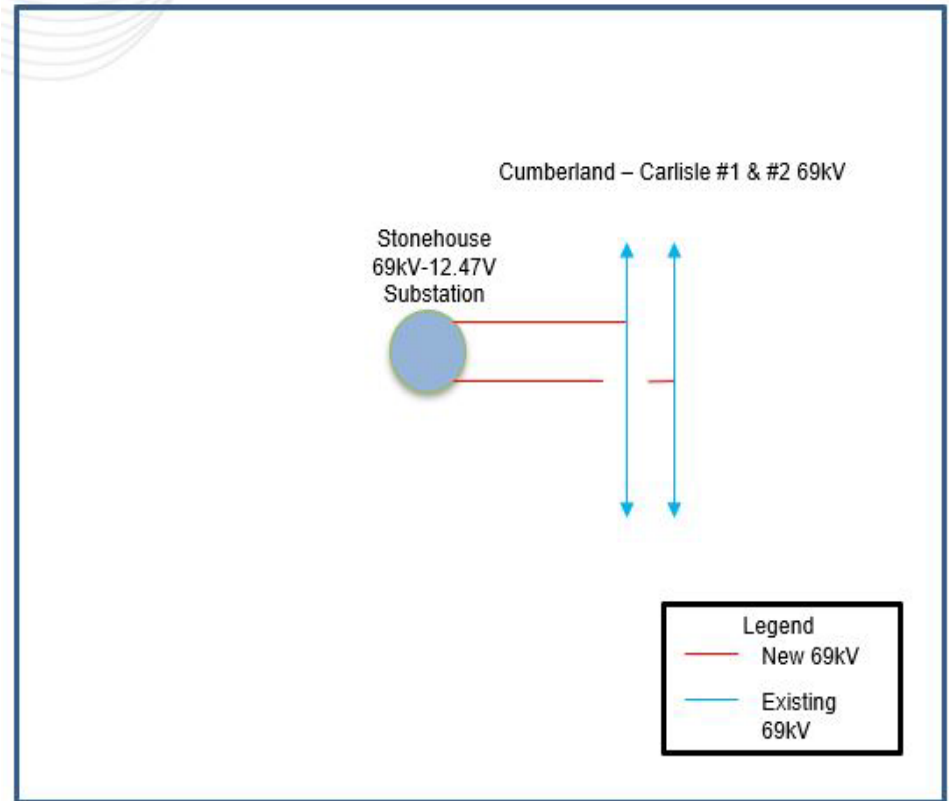 Cumberland – Carlisle #1 & #2 69kV
Stonehouse
69kV-12.47V
Substation
Legend
New 69kV
Existing
69kV